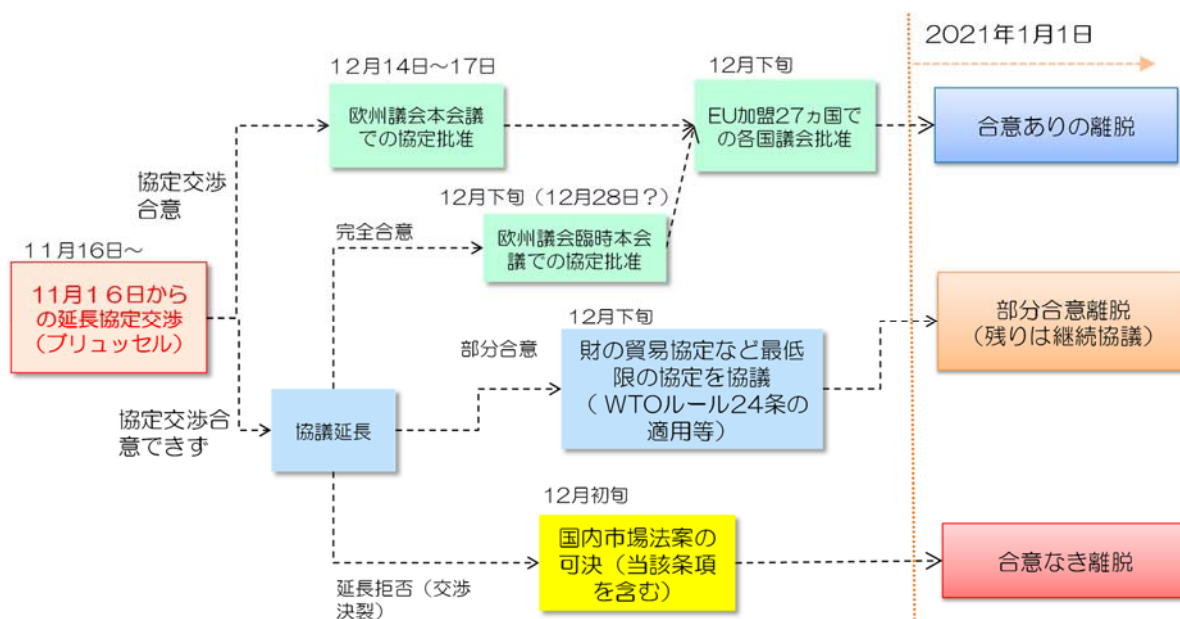 2021年1月1日
12月14日～17日
12月下旬
欧州議会本会議
での協定批准
EU加盟27ヵ国で
の各国議会批准
合意ありの離脱
協定交渉
合意
12月下旬（12月28日？）
完全合意
欧州議会臨時本会
議での協定批准
11月16日～
11月１６日から
の延長協定交渉
（ブリュッセル）
12月下旬
部分合意
財の貿易協定など最低
限の協定を協議
（ WTOルール24条の
適用等）
部分合意離脱
（残りは継続協議）
協定交渉合
意できず
協議延長
12月初旬
国内市場法案の
可決（当該条項
を含む）
合意なき離脱
延長拒否（交渉
決裂）